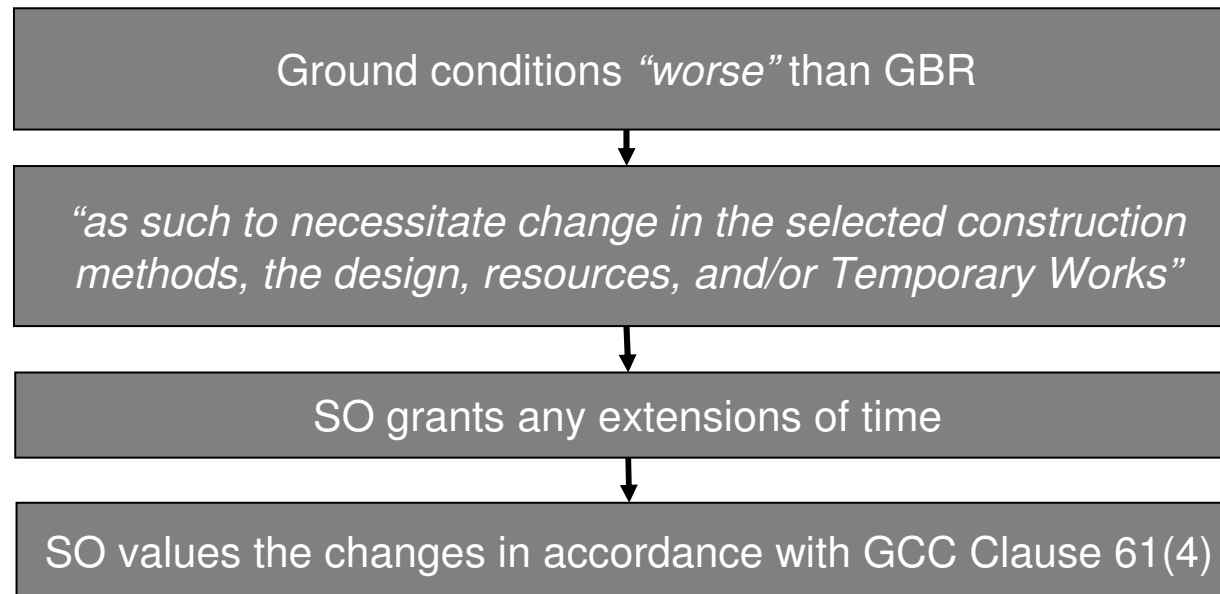 Ground conditions “worse” than GBR
“as such to necessitate change in the selected construction
methods, the design, resources, and/or Temporary Works”
SO grants any extensions of time
SO values the changes in accordance with GCC Clause 61(4)